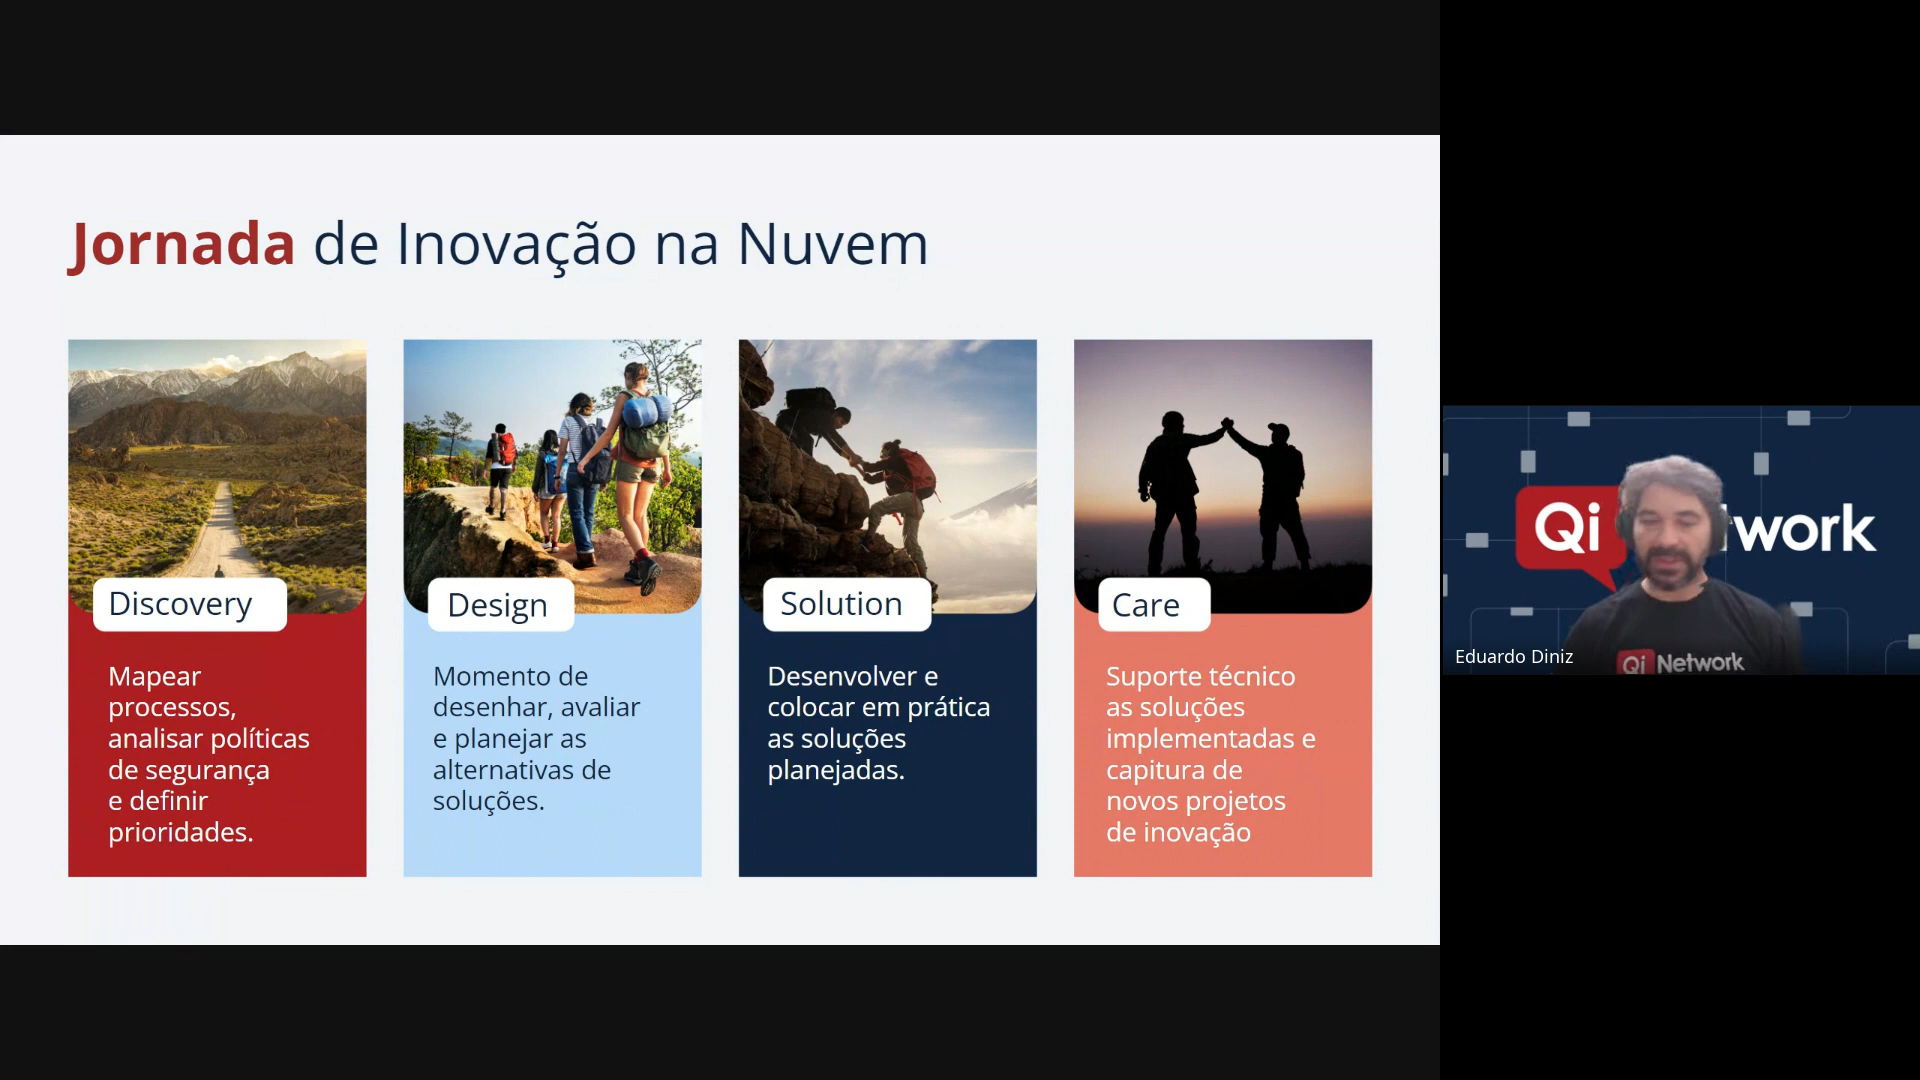 Jornada de Inovação na Nuvem
Discovery
Mapear
processos,
analisar políticas
de segurança
e definir
prioridades.
Design
Momento de
desenhar, avaliar
e planejar as
alternativas de
soluções.
Solution
Desenvolver e
colocar em prática
as soluções
planejadas.
Care
Suporte técnico
as soluções
implementadas e
capitura de
novos projetos
de inovação
Qi work
Qi Network
Eduardo Diniz